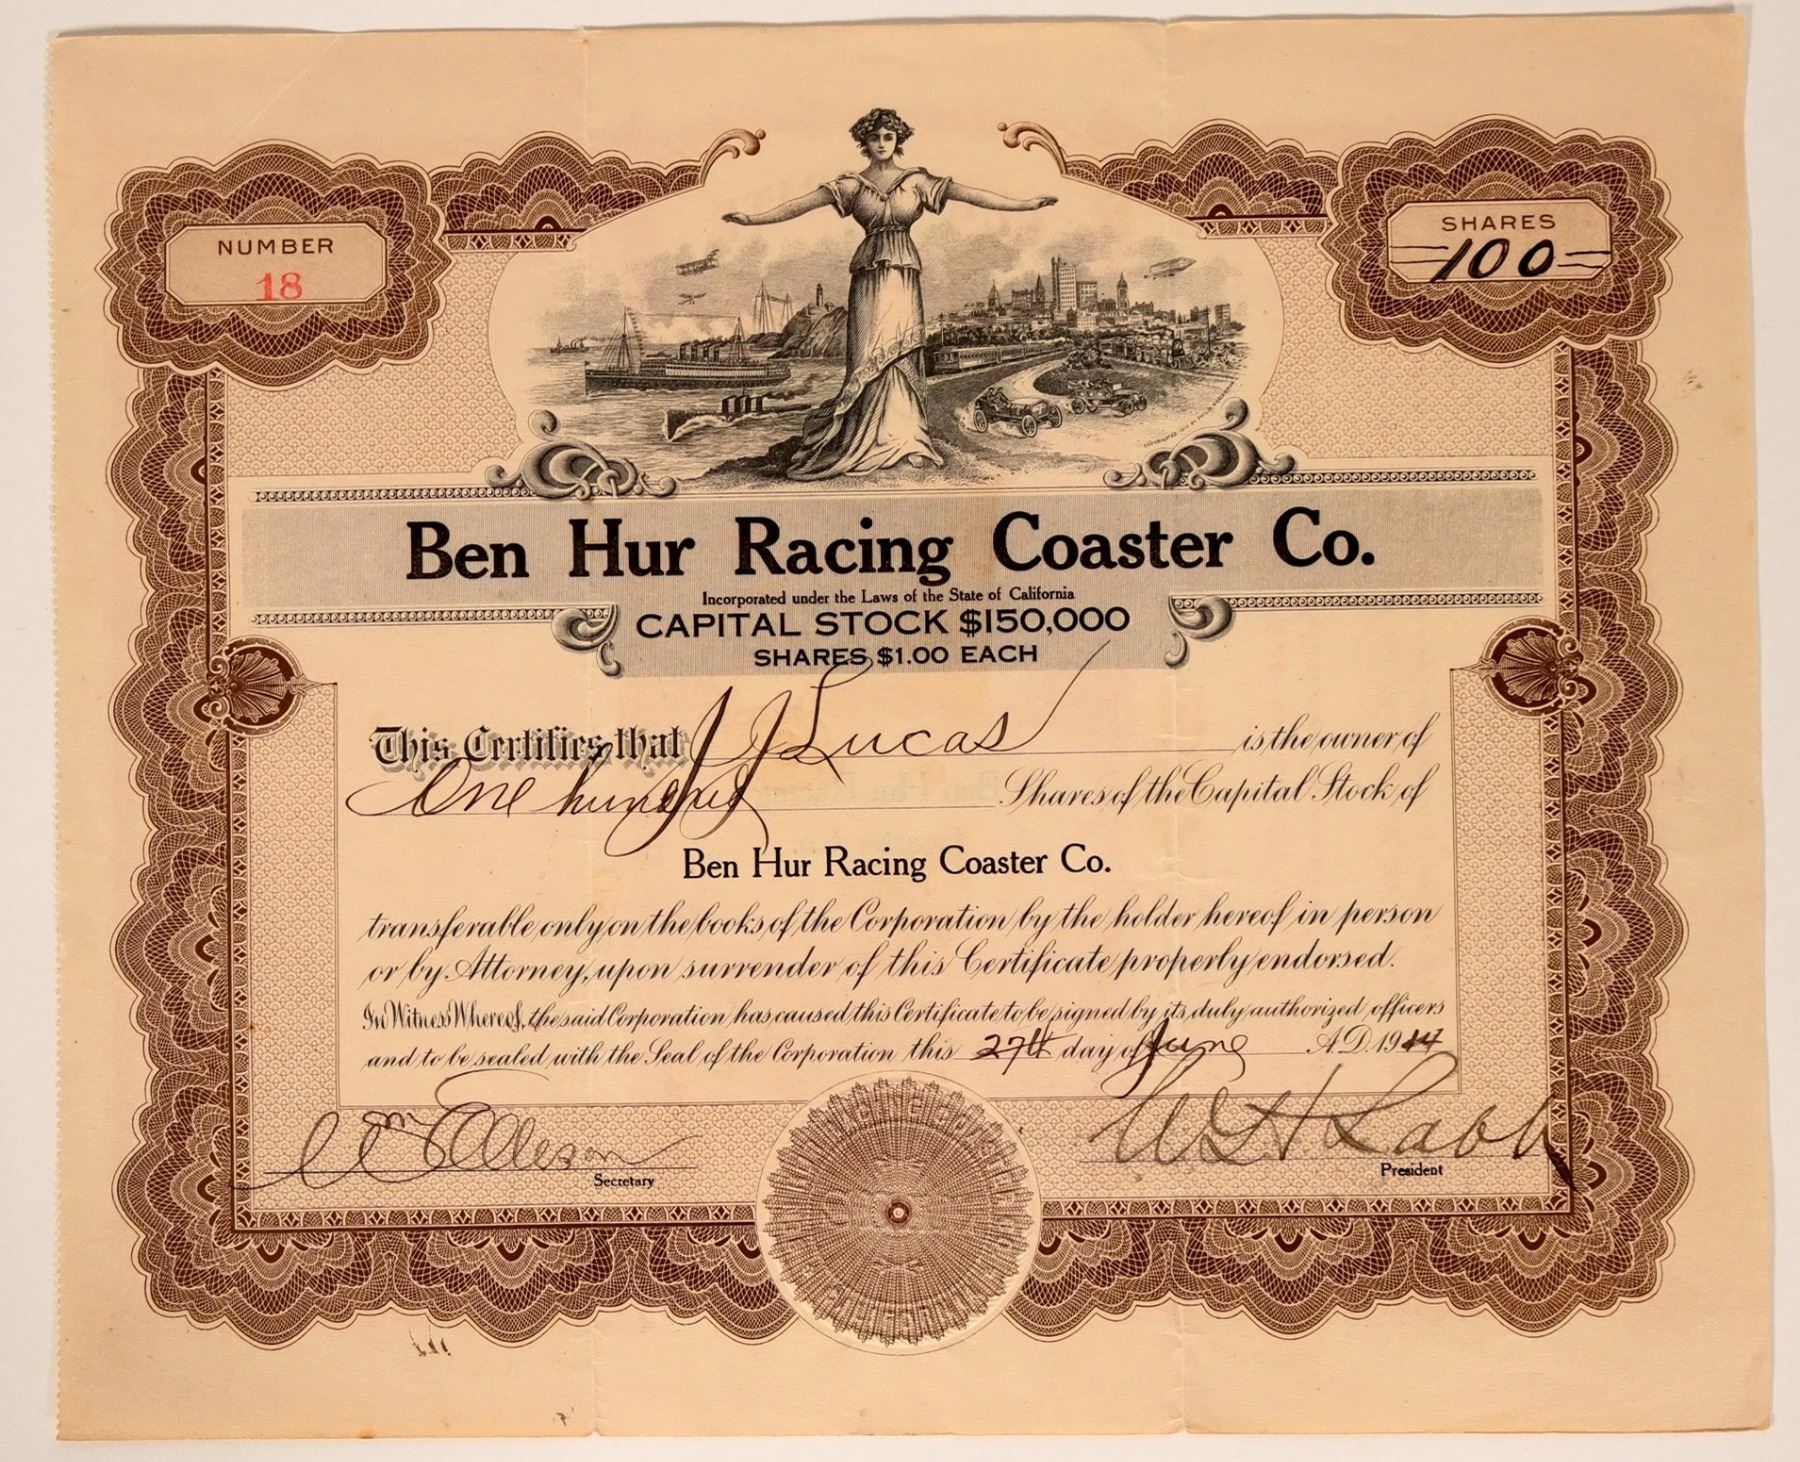 NUMBER
18
SHARES
100
Ben Hur Racing Coaster Co.
Incorporated under the Laws of the State of California
CAPITAL STOCK $150,000
SHARES $1.00 EACH
This Certifies that J J Lucas is the owner of
One hundred Shares of the Capital Stock of
Ben Hur Racing Coaster Co.
transferable only on the books of the Corporation by the holder hereof in person
or by Attorney, upon surrender of this Certificate properly endorsed.
In Witness Whereof, the said Corporation has caused this Certificate to be signed by its duly authorized officers
and to be sealed with the Seal of the Corporation this 27th day of June A.D. 1914
Secretary
W H Labb
President